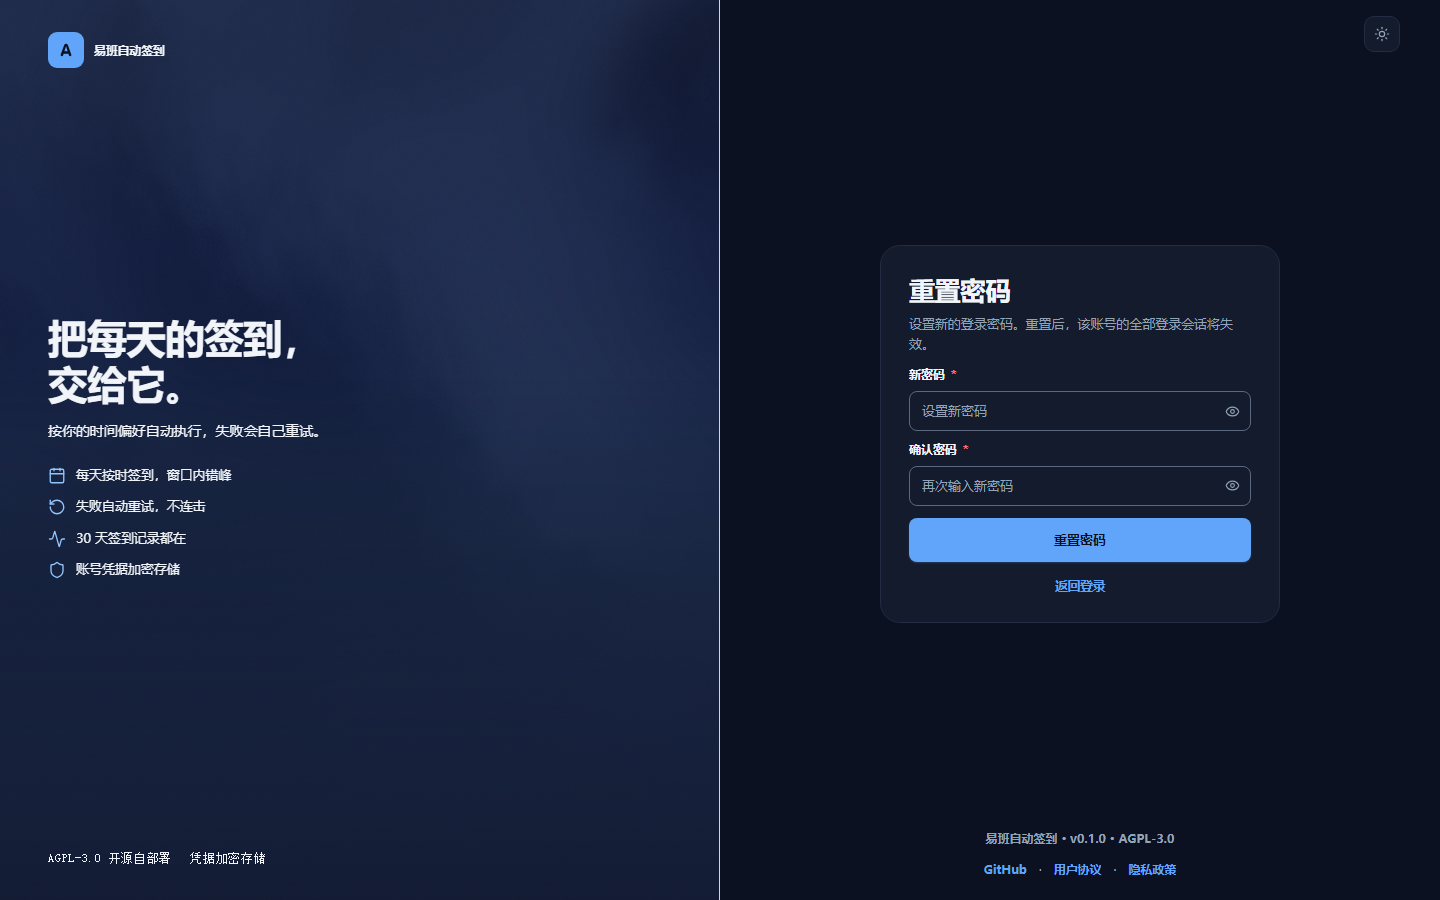 A 易班自动签到
把每天的签到，
交给它。
按你的时间偏好自动执行，失败会自己重试。
每天按时签到，窗口内错峰
失败自动重试，不连击
30 天签到记录都在
账号凭据加密存储
AGPL-3.0 开源自部署 凭据加密存储
重置密码
设置新的登录密码。重置后，该账号的全部登录会话将失
效。
新密码 *
设置新密码
确认密码 *
再次输入新密码
重置密码
返回登录
易班自动签到 • v0.1.0 • AGPL-3.0
GitHub · 用户协议 · 隐私政策